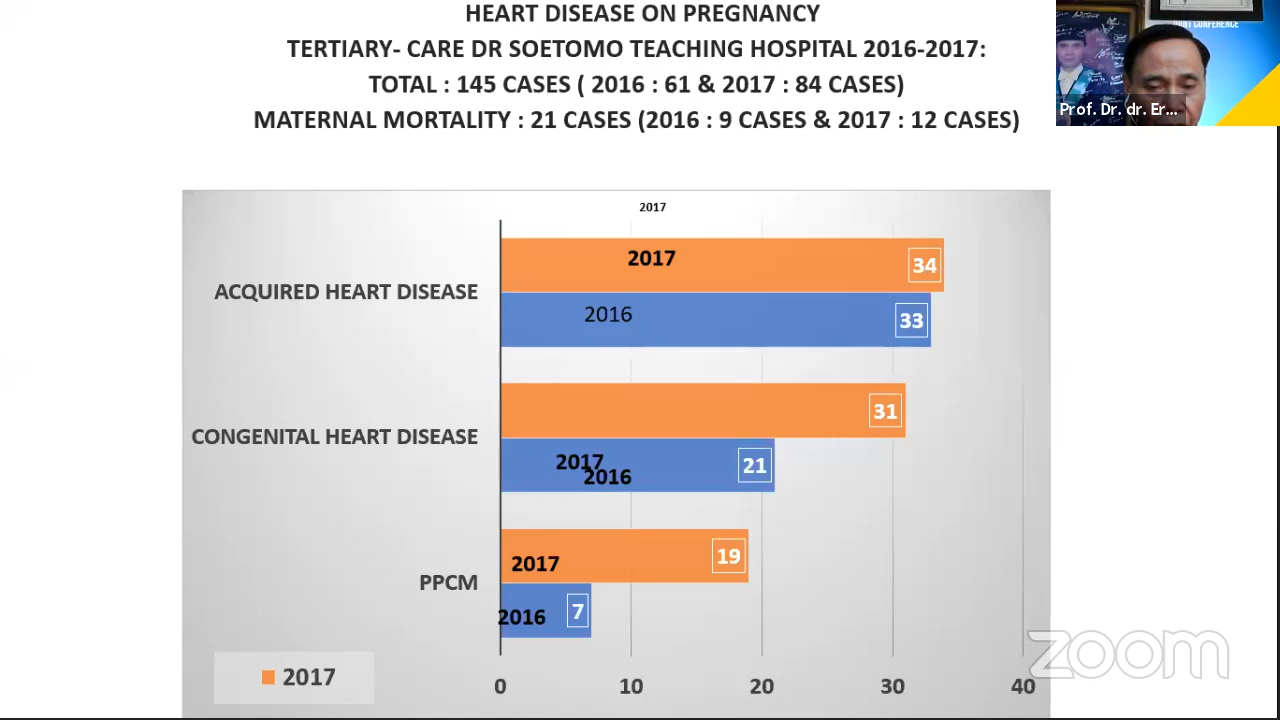 HEART DISEASE ON PREGNANCY
TERTIARY- CARE DR SOETOMO TEACHING HOSPITAL 2016-2017:
TOTAL : 145 CASES ( 2016 : 61 & 2017 : 84 CASES)
MATERNAL MORTALITY : 21 CASES (2016 : 9 CASES & 2017 : 12 CASES)
CONFERENCE
Prof. Dr. dr. Er...
2017
ACQUIRED HEART DISEASE
2017
34
2016
33
CONGENITAL HEART DISEASE
31
2017
2016
21
PPCM
2017
19
2016
7
2017
0 10 20 30 40
zoom